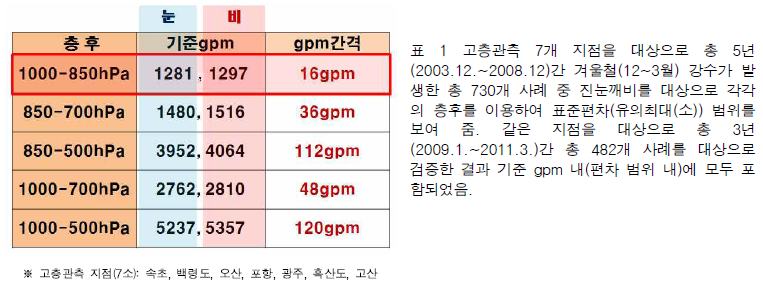 눈 비
층 후 기준gpm gpm간격
1000-850hPa 1281, 1297 16gpm
850-700hPa 1480, 1516 36gpm
850-500hPa 3952, 4064 112gpm
1000-700hPa 2762, 2810 48gpm
1000-500hPa 5237, 5357 120gpm
※ 고층관측 지점(7소): 속초, 백령도, 오산, 포항, 광주, 흑산도, 고산
표 1 고층관측 7개 지점을 대상으로 총 5년
(2003.12.~2008.12)간 겨울철(12~3월) 강수가 발
생한 총 730개 사례 중 진눈깨비를 대상으로 각각
의 층후를 이용하여 표준편차(유의최대(소)) 범위를
보여 줌. 같은 지점을 대상으로 총 3년
(2009.1.~2011.3.)간 총 482개 사례를 대상으로
검증한 결과 기준 gpm 내(편차 범위 내)에 모두 포
함되었음.